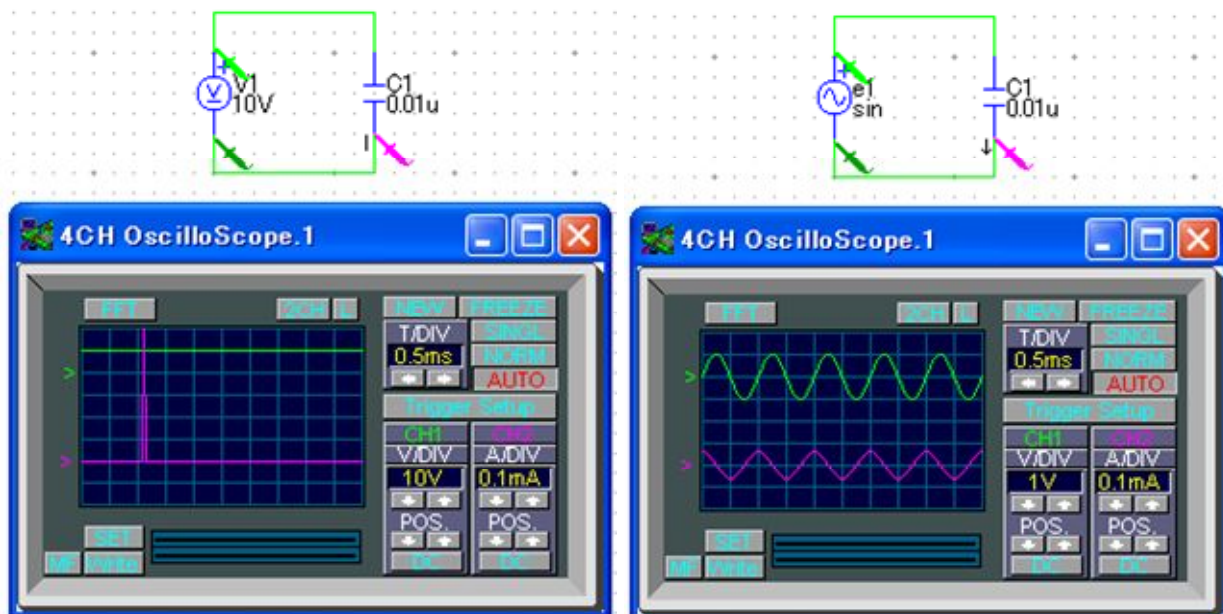 V1
10V
C1
0.01u
4CH OscilloScope.1
FFT
2CH
L
NEW
FREEZE
T/DIV
0.5ms
SINGL
NORM
AUTO
Trigger Setup
CH1
V/DIV
10V
A/DIV
0.1mA
POS.
POS.
SET
MF
Write
DC
DC
e1
sin
C1
0.01u
4CH OscilloScope.1
FFT
2CH
L
NEW
FREEZE
T/DIV
0.5ms
SINGL
NORM
AUTO
Trigger Setup
CH1
V/DIV
1V
A/DIV
0.1mA
POS.
POS.
SET
MF
Write
DC
DC